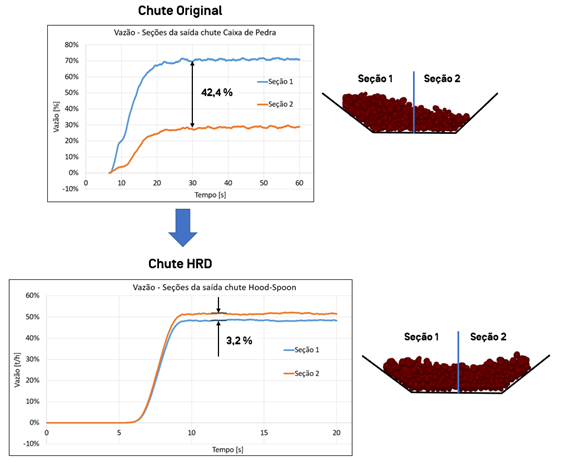 Chute Original
Vazão - Seções da saída chute Caixa de Pedra
80%
70%
60%
50%
40%
30%
20%
10%
0%
-10%
Vazão [%]
0 10 20 30 40 50 60
Tempo [s]
42,4 %
Seção 1
Seção 2
Seção 1 Seção 2
Chute HRD
Vazão - Seções da saída chute Hood-Spoon
60%
50%
40%
30%
20%
10%
0%
-10%
Vazão [t/h]
0 5 10 15 20
Tempo [s]
3,2 %
Seção 1
Seção 2
Seção 1 Seção 2